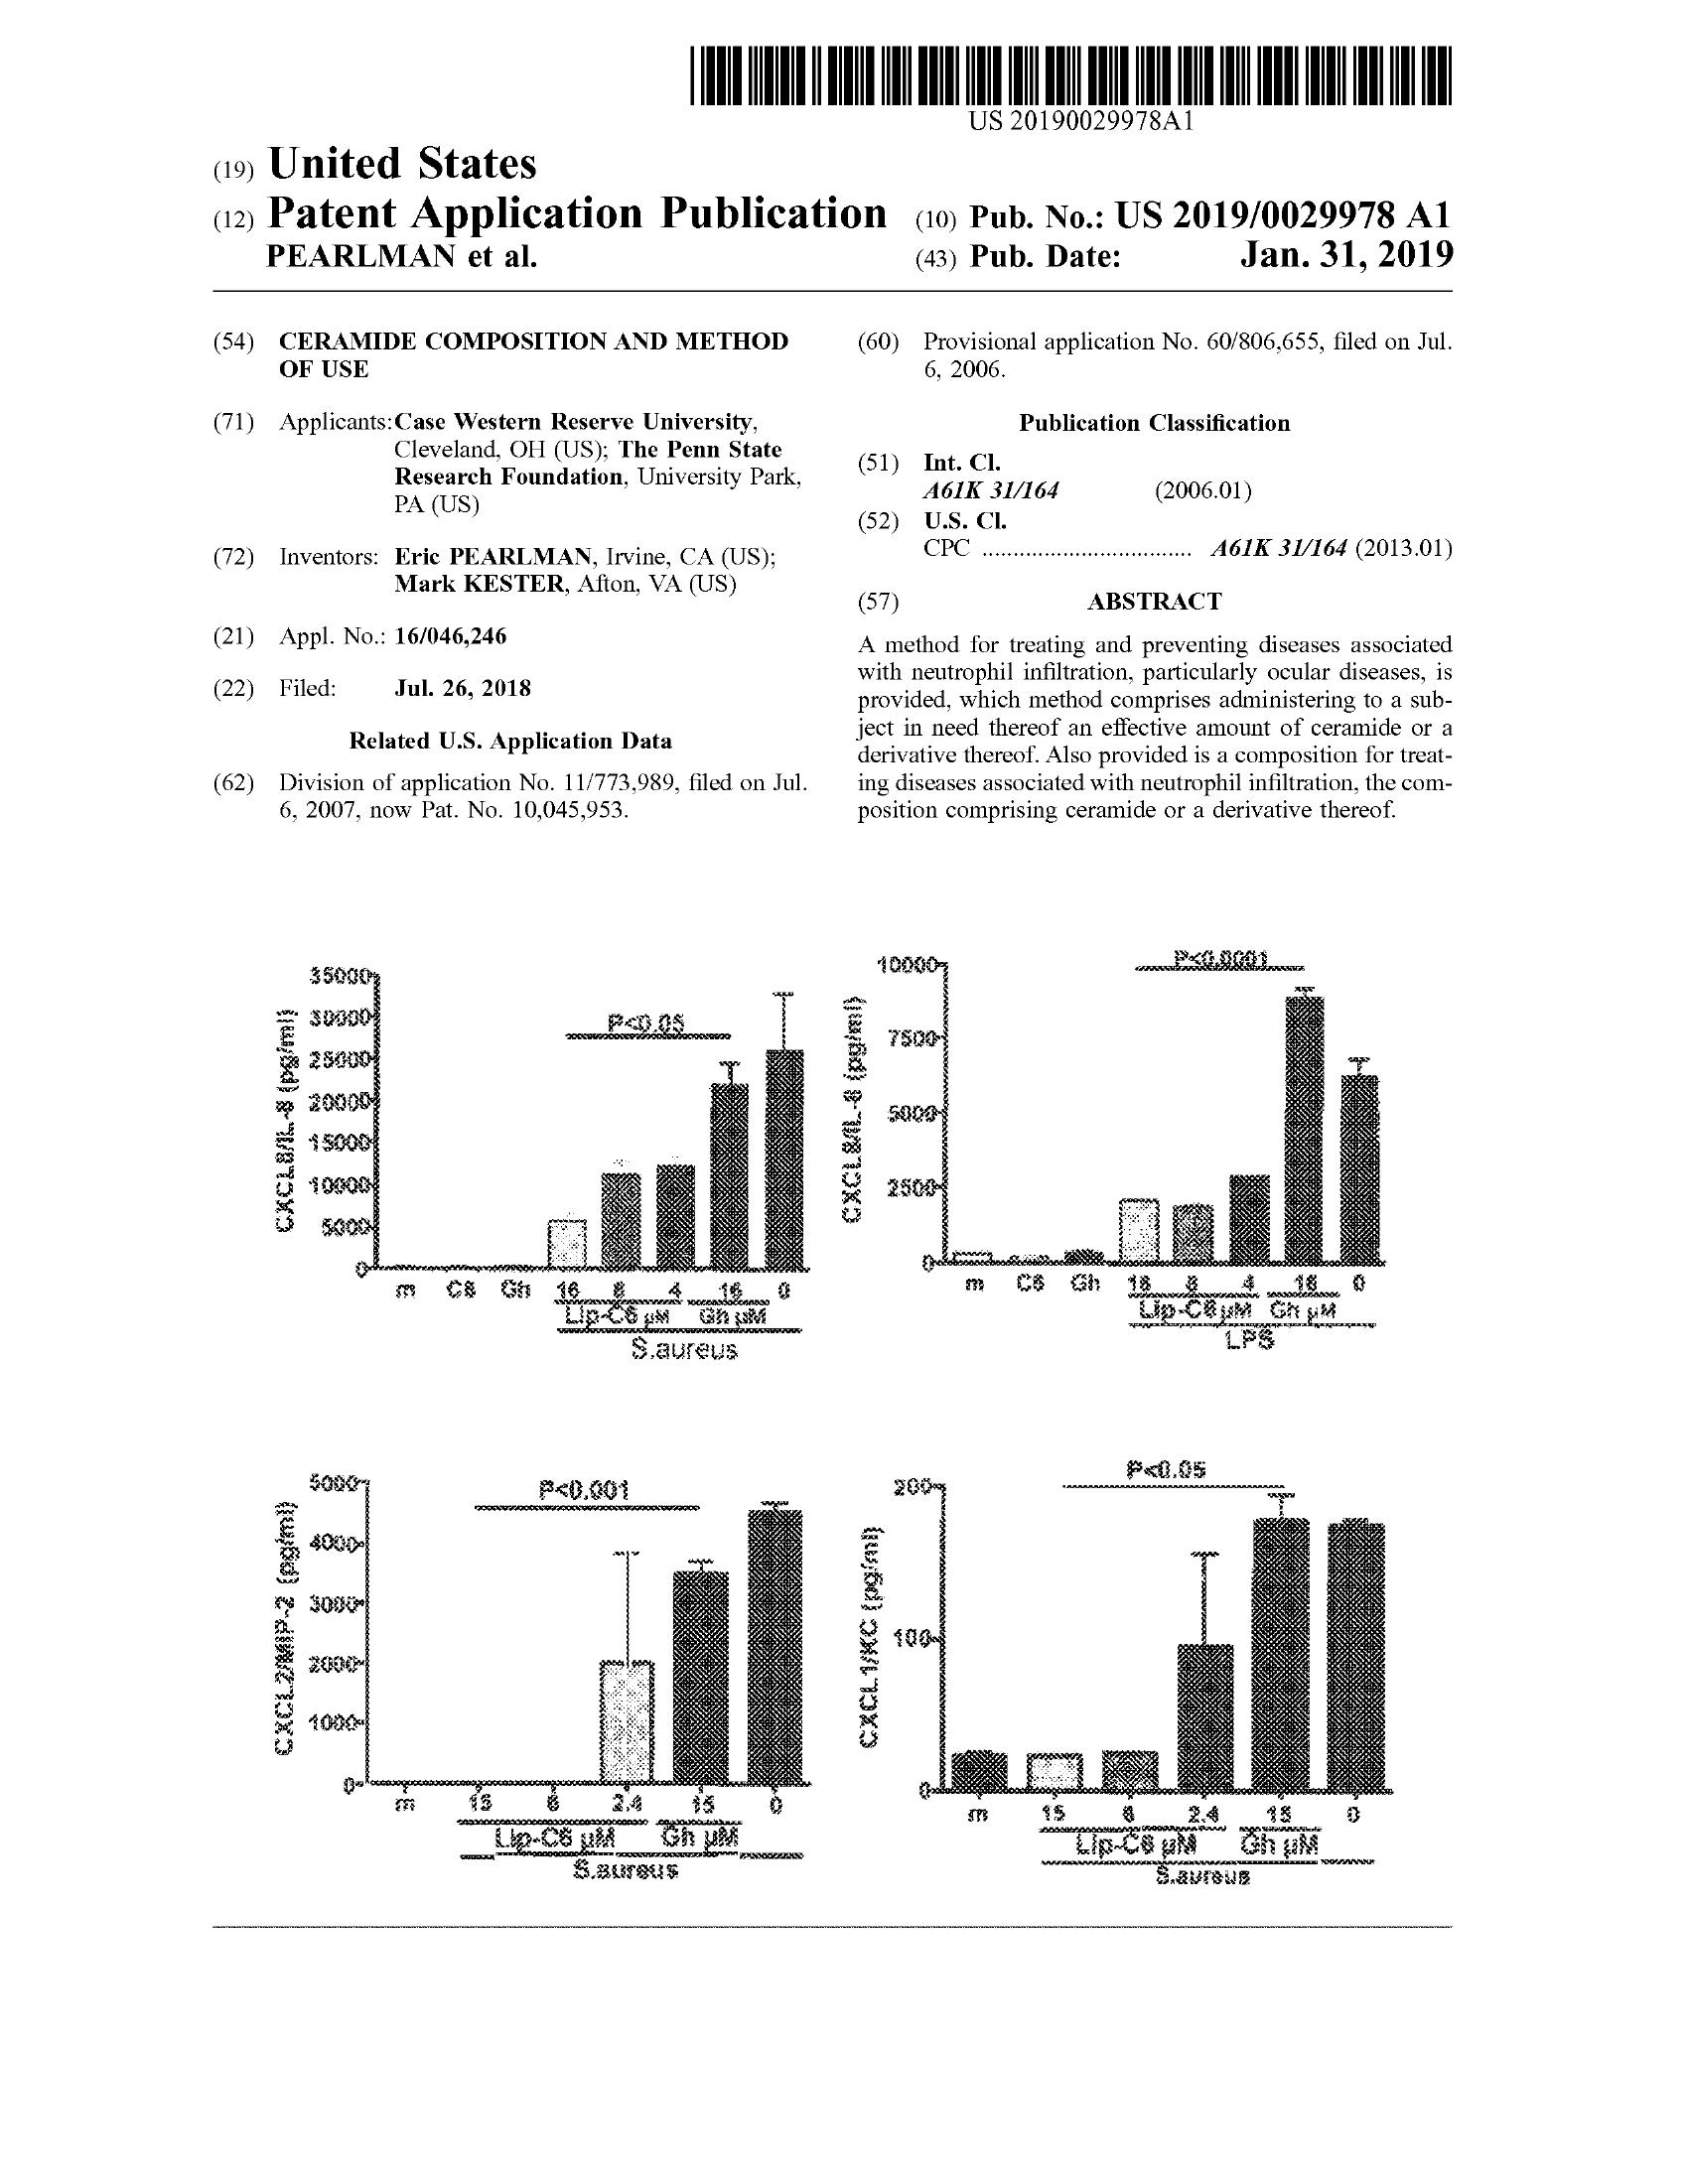 US 20190029978A1
(19) United States
(12) Patent Application Publication
PEARLMAN et al.
(10) Pub. No.: US 2019/0029978 A1
(43) Pub. Date: Jan. 31, 2019
(54) CERAMIDE COMPOSITION AND METHOD
OF USE
(71) Applicants: Case Western Reserve University,
Cleveland, OH (US); The Penn State
Research Foundation, University Park,
PA (US)
(72) Inventors: Eric PEARLMAN, Irvine, CA (US);
Mark KESTER, Afton, VA (US)
(21) Appl. No.: 16/046,246
(22) Filed: Jul. 26, 2018
Related U.S. Application Data
(62) Division of application No. 11/773,989, filed on Jul.
6, 2007, now Pat. No. 10,045,953.
(60) Provisional application No. 60/806,655, filed on Jul.
6, 2006.
Publication Classification
(51) Int. Cl.
A61K 31/164 (2006.01)
(52) U.S. Cl.
CPC .................................. A61K 31/164 (2013.01)
(57) ABSTRACT
A method for treating and preventing diseases associated
with neutrophil infiltration, particularly ocular diseases, is
provided, which method comprises administering to a sub-
ject in need thereof an effective amount of ceramide or a
derivative thereof. Also provided is a composition for treat-
ing diseases associated with neutrophil infiltration, the com-
position comprising ceramide or a derivative thereof.
CXCL8/IL-8 (pg/ml)
35000
30000
25000
20000
15000
10000
5000
0
P<0.05
m C6 Gh 16 8 4 16 0
Lip-C6 µM Gh µM
S.aureus
CXCL8/IL-8 (pg/ml)
10000
7500
5000
2500
0
P<0.0001
m C6 Gh 16 8 4 16 0
Lip-C6 µM Gh µM
LPS
CXCL2/MIP-2 (pg/ml)
5000
4000
3000
2000
1000
0
P<0.001
m 15 6 2.4 15 0
Lip-C6 µM Gh µM
S.aureus
CXCL1/KC (pg/ml)
200
100
0
P<0.05
m 15 6 2.4 15 0
Lip-C6 µM Gh µM
S.aureus